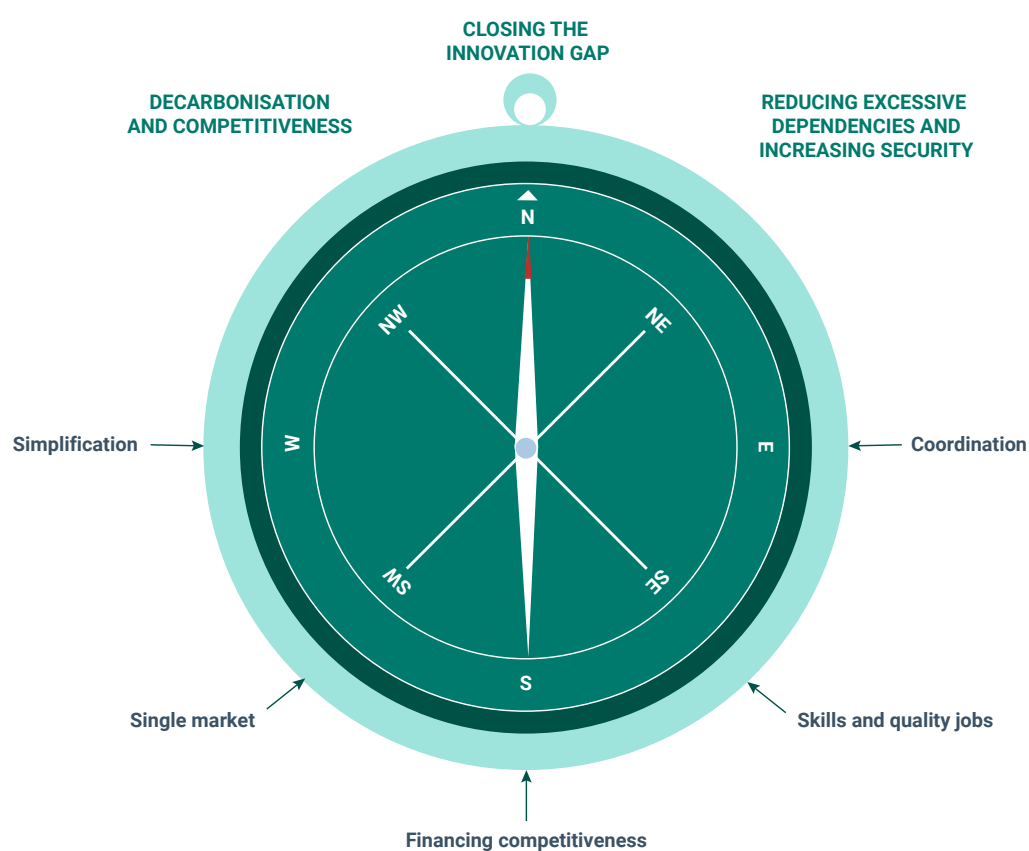 CLOSING THE
INNOVATION GAP
DECARBONISATION
AND COMPETITIVENESS
REDUCING EXCESSIVE
DEPENDENCIES AND
INCREASING SECURITY
N
NW
NE
Simplification
W
E
Coordination
SW
SE
S
Single market
Skills and quality jobs
Financing competitiveness